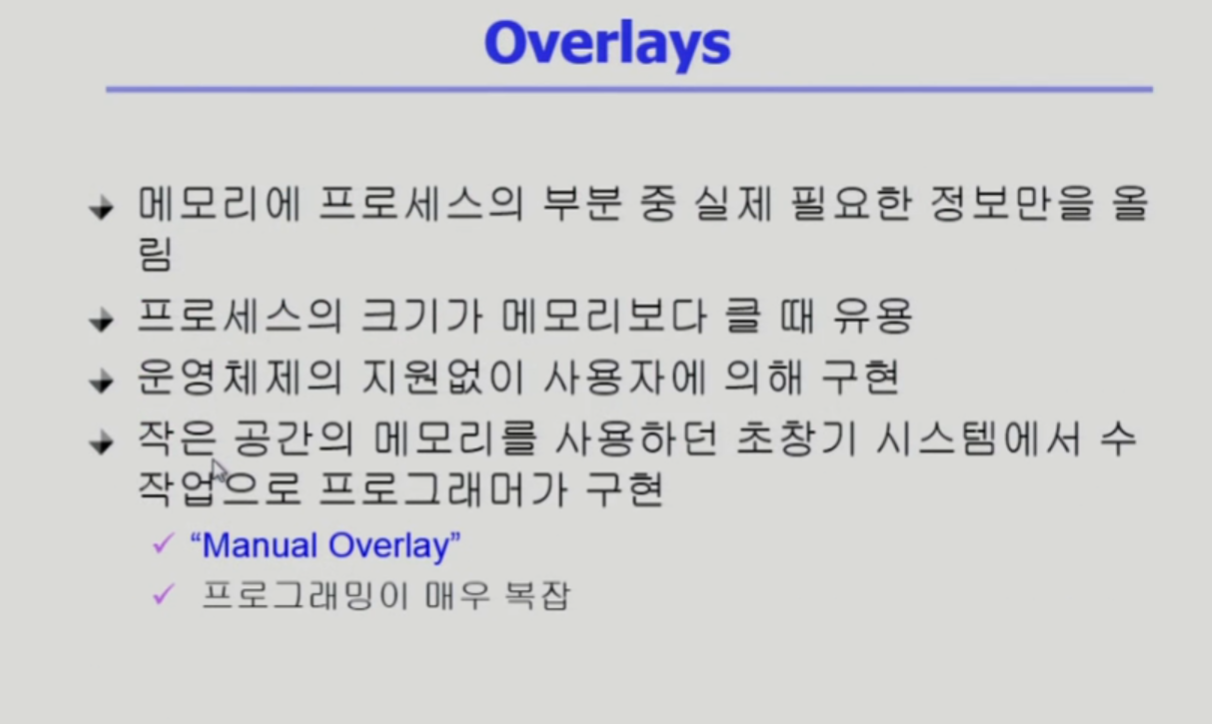 Overlays
메모리에 프로세스의 부분 중 실제 필요한 정보만을 올
림
프로세스의 크기가 메모리보다 클 때 유용
운영체제의 지원없이 사용자에 의해 구현
작은 공간의 메모리를 사용하던 초창기 시스템에서 수
작업으로 프로그래머가 구현
“Manual Overlay”
프로그래밍이 매우 복잡